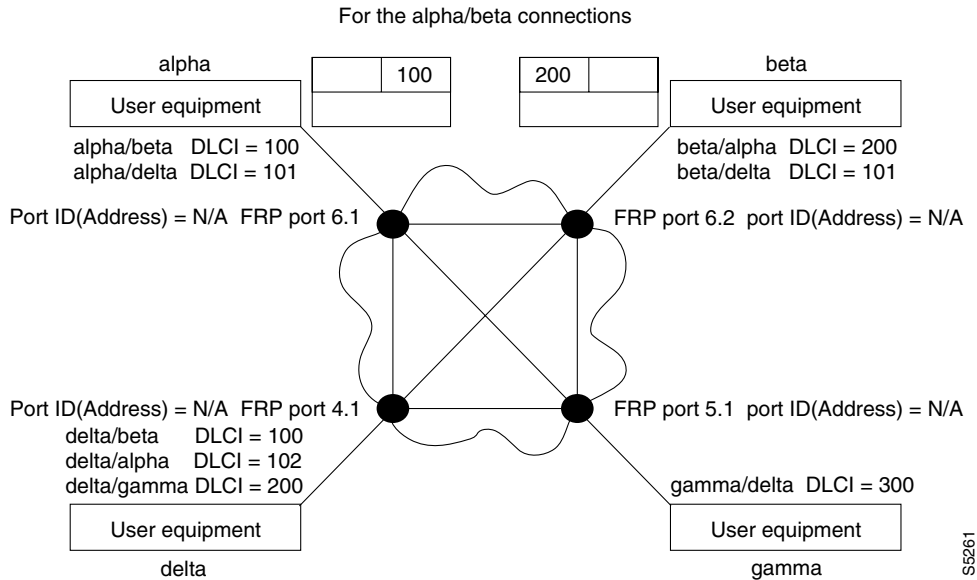 For the alpha/beta connections
alpha
100
200
beta
User equipment
User equipment
alpha/beta DLCI = 100
alpha/delta DLCI = 101
beta/alpha DLCI = 200
beta/delta DLCI = 101
Port ID(Address) = N/A FRP port 6.1
FRP port 6.2 port ID(Address) = N/A
Port ID(Address) = N/A FRP port 4.1
FRP port 5.1 port ID(Address) = N/A
delta/beta DLCI = 100
delta/alpha DLCI = 102
delta/gamma DLCI = 200
gamma/delta DLCI = 300
User equipment
User equipment
delta
gamma
S5261